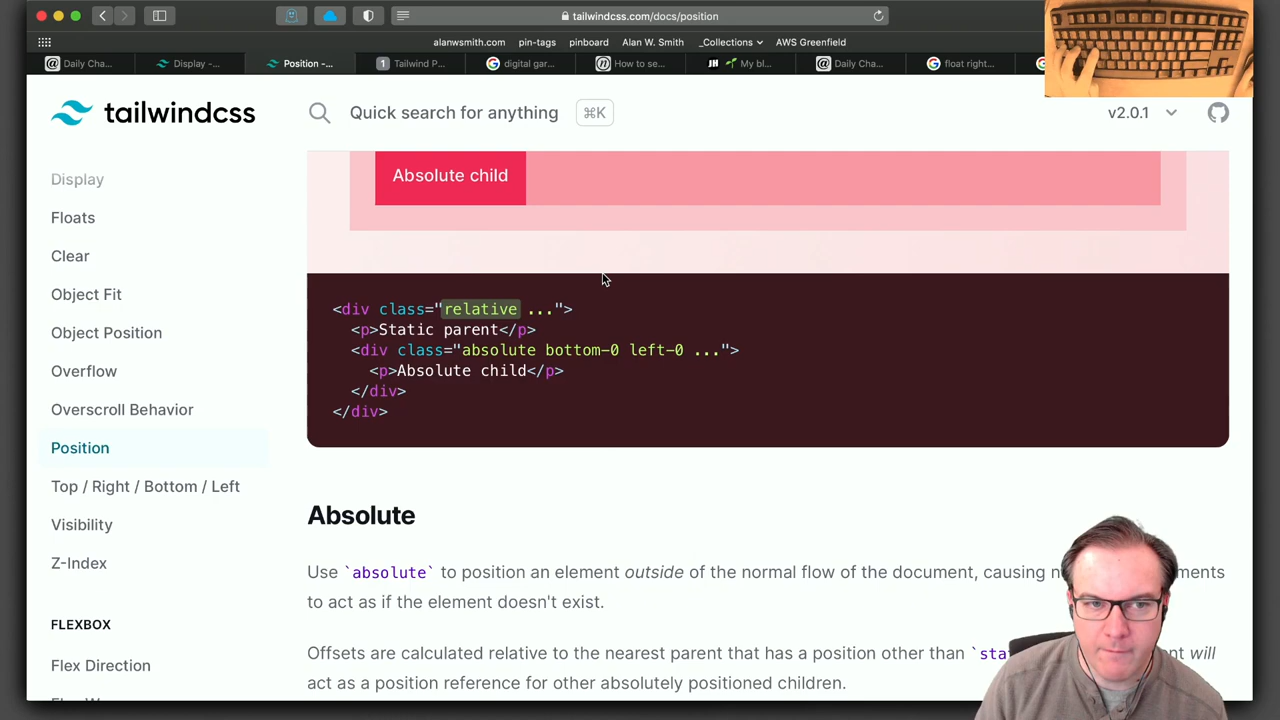 tailwindcss.com/docs/position
alanwsmith.com pin-tags pinboard Alan W. Smith _Collections AWS Greenfield
Daily Cha... Display -... Position -... Tailwind P... digital gar... How to se... My bl... Daily Cha... float right...
tailwindcss
Quick search for anything ⌘K
v2.0.1
Display
Floats
Clear
Object Fit
Object Position
Overflow
Overscroll Behavior
Position
Top / Right / Bottom / Left
Visibility
Z-Index
FLEXBOX
Flex Direction
Absolute child
<div class="relative ...">
<p>Static parent</p>
<div class="absolute bottom-0 left-0 ...">
<p>Absolute child</p>
</div>
</div>
Absolute
Use `absolute` to position an element outside of the normal flow of the document, causing
to act as if the element doesn't exist.
Offsets are calculated relative to the nearest parent that has a position other than will
act as a position reference for other absolutely positioned children.